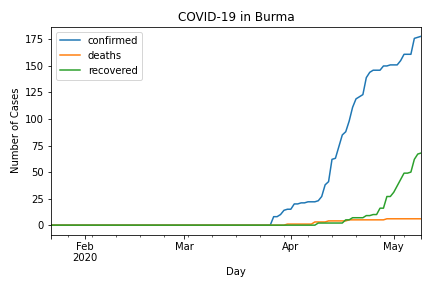 COVID-19 in Burma
confirmed
deaths
recovered
Number of Cases
175
150
125
100
75
50
25
0
Feb
2020
Mar
Apr
May
Day